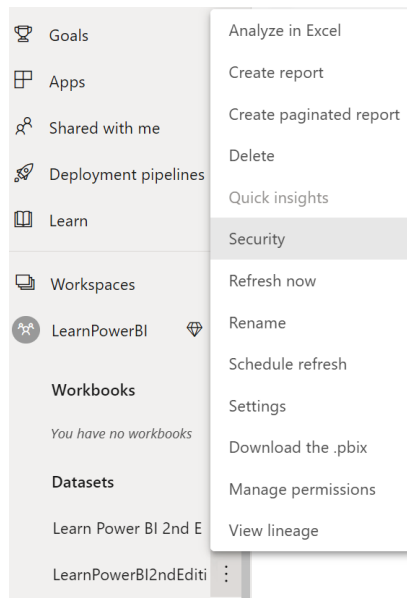 Goals
Apps
Shared with me
Deployment pipelines
Learn
Workspaces
LearnPowerBI
Workbooks
You have no workbooks
Datasets
Learn Power BI 2nd E
LearnPowerBI2ndEditi
Analyze in Excel
Create report
Create paginated report
Delete
Quick insights
Security
Refresh now
Rename
Schedule refresh
Settings
Download the .pbix
Manage permissions
View lineage